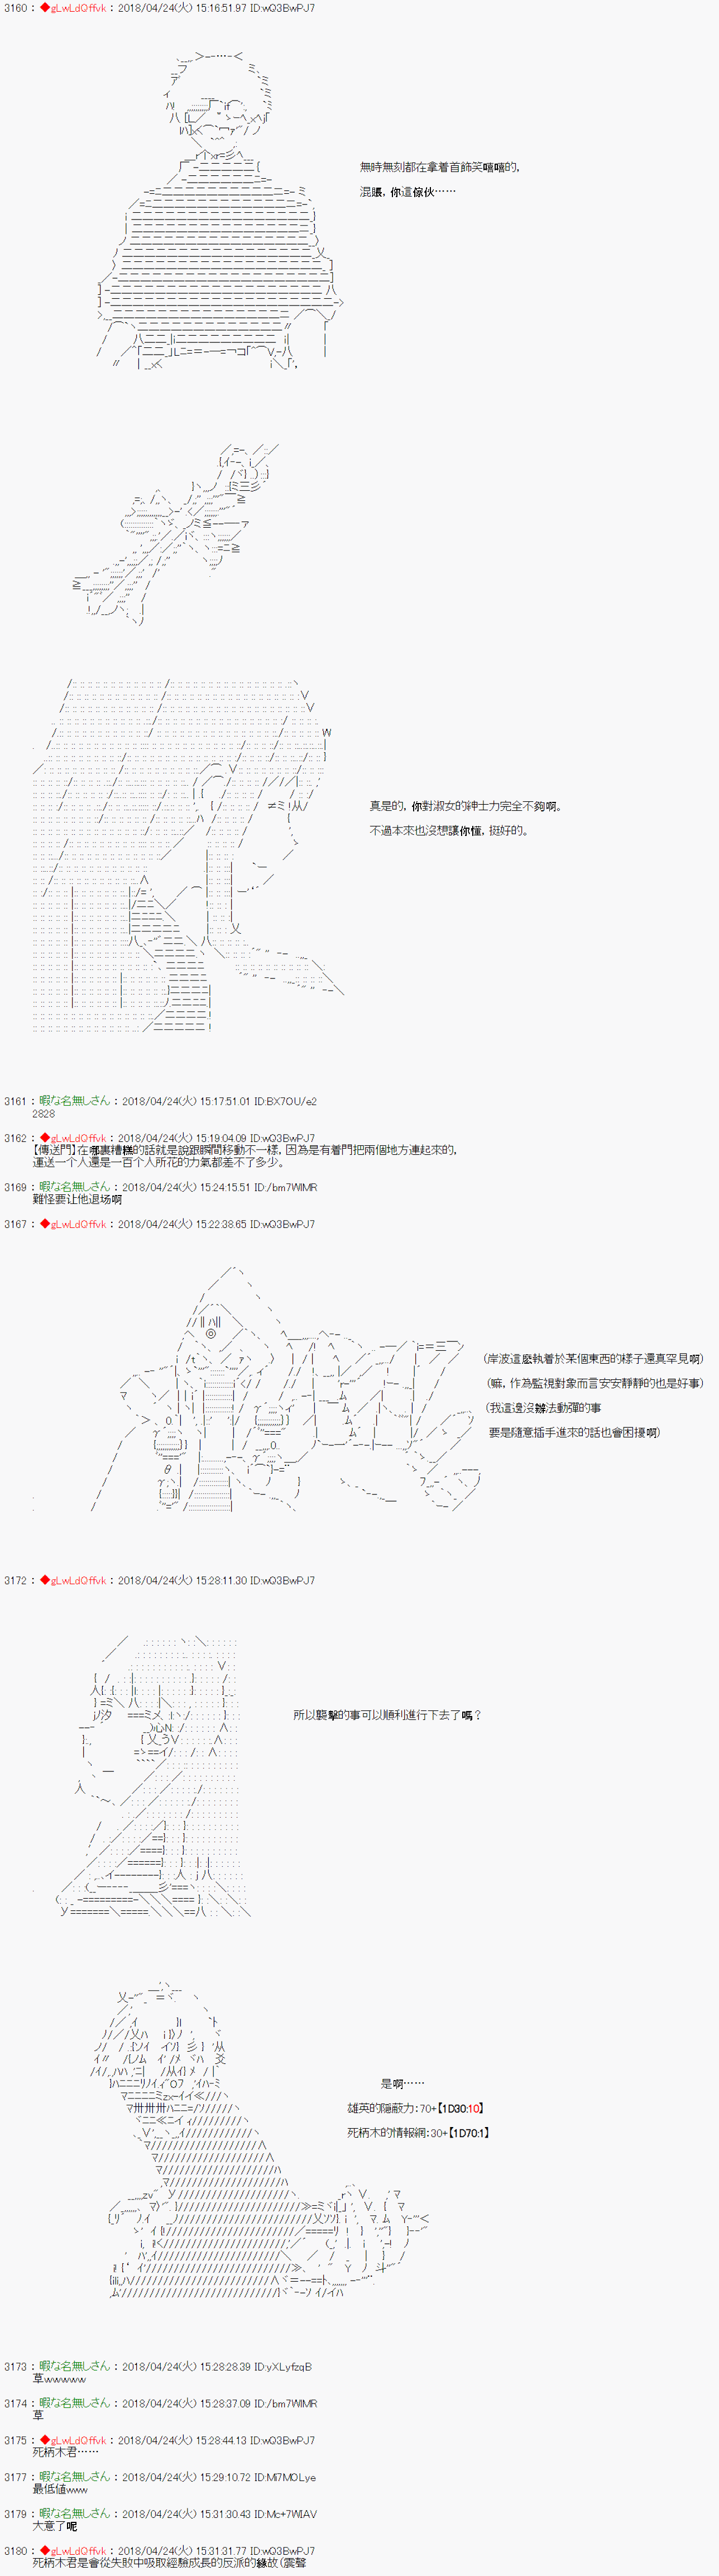 3160 : ◆gLwLdQffvk : 2018/04/24(火) 15:16:51.97 ID:wQ3BwPJ7
無時無刻都在拿着首飾笑嘻嘻的,
混賬, 你這傢伙……
真是的, 你對淑女的紳士力完全不夠啊。
不過本來也沒想讓你懂, 挺好的。
3161 : 暇な名無しさん : 2018/04/24(火) 15:17:51.01 ID:BX7OU/e2
2828
3162 : ◆gLwLdQffvk : 2018/04/24(火) 15:19:04.09 ID:wQ3BwPJ7
【傳送門】在哪裏糟糕的話就是說跟瞬間移動不一樣, 因為是有着門把兩個地方連起來的,
運送一个人還是一百个人所花的力氣都差不了多少。
3169 : 暇な名無しさん : 2018/04/24(火) 15:24:15.51 ID:/bm7WlMR
難怪要让他退场啊
3167 : ◆gLwLdQffvk : 2018/04/24(火) 15:22:38.65 ID:wQ3BwPJ7
(岸波這麽執着於某個東西的樣子還真罕見啊)
(嘛, 作為監視對象而言安安靜靜的也是好事)
(我這邊沒辦法動彈的事
要是隨意插手進來的話也會困擾啊)
3172 : ◆gLwLdQffvk : 2018/04/24(火) 15:28:11.30 ID:wQ3BwPJ7
所以襲擊的事可以順利進行下去了嗎？
是啊……
雄英的隱蔽力:70+【1D30:10】
死柄木的情報網:30+【1D70:1】
3173 : 暇な名無しさん : 2018/04/24(火) 15:28:28.39 ID:yXLyfzqB
草wwwww
3174 : 暇な名無しさん : 2018/04/24(火) 15:28:37.09 ID:/bm7WlMR
草
3175 : ◆gLwLdQffvk : 2018/04/24(火) 15:28:44.13 ID:wQ3BwPJ7
死柄木君……
3177 : 暇な名無しさん : 2018/04/24(火) 15:29:10.72 ID:Mi7MOLye
最低値www
3179 : 暇な名無しさん : 2018/04/24(火) 15:31:30.43 ID:Mc+7WIAV
大意了呢
3180 : ◆gLwLdQffvk : 2018/04/24(火) 15:31:31.77 ID:wQ3BwPJ7
死柄木君是會從失敗中吸取經驗成長的反派的緣故(震聲